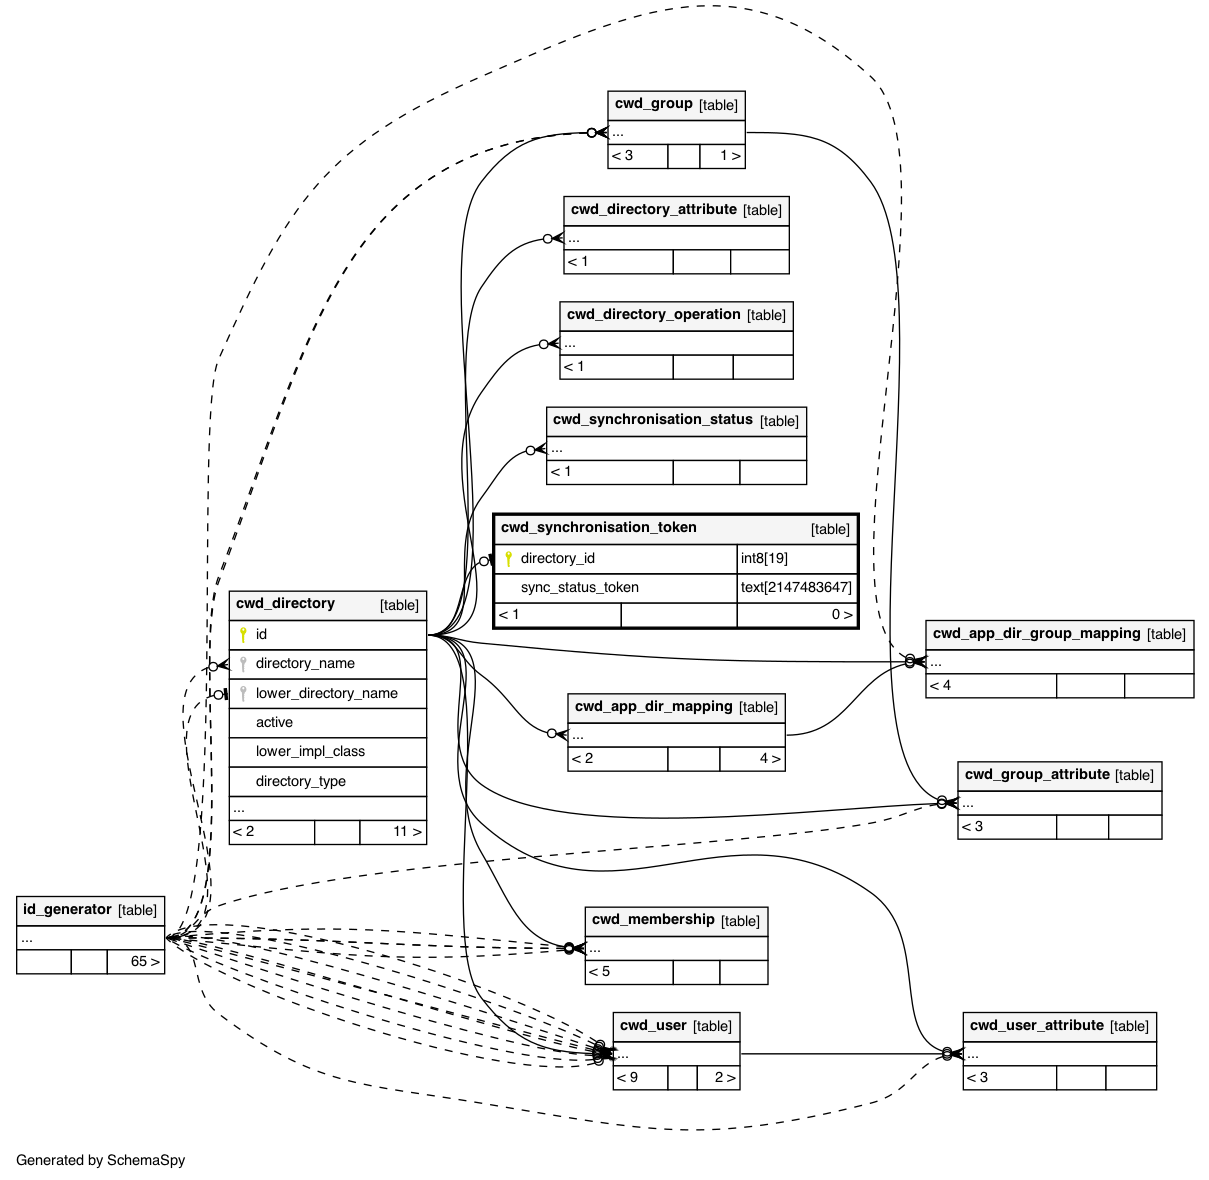 cwd_group [table]
...
< 3 1 >
cwd_directory_attribute [table]
...
< 1
cwd_directory_operation [table]
...
< 1
cwd_synchronisation_status [table]
...
< 1
cwd_synchronisation_token [table]
directory_id int8[19]
sync_status_token text[2147483647]
< 1 0 >
cwd_directory [table]
id
directory_name
lower_directory_name
active
lower_impl_class
directory_type
...
< 2 11 >
cwd_app_dir_group_mapping [table]
...
< 4
cwd_app_dir_mapping [table]
...
< 2 4 >
cwd_group_attribute [table]
...
< 3
id_generator [table]
...
65 >
cwd_membership [table]
...
< 5
cwd_user [table]
...
< 9 2 >
cwd_user_attribute [table]
...
< 3
Generated by SchemaSpy